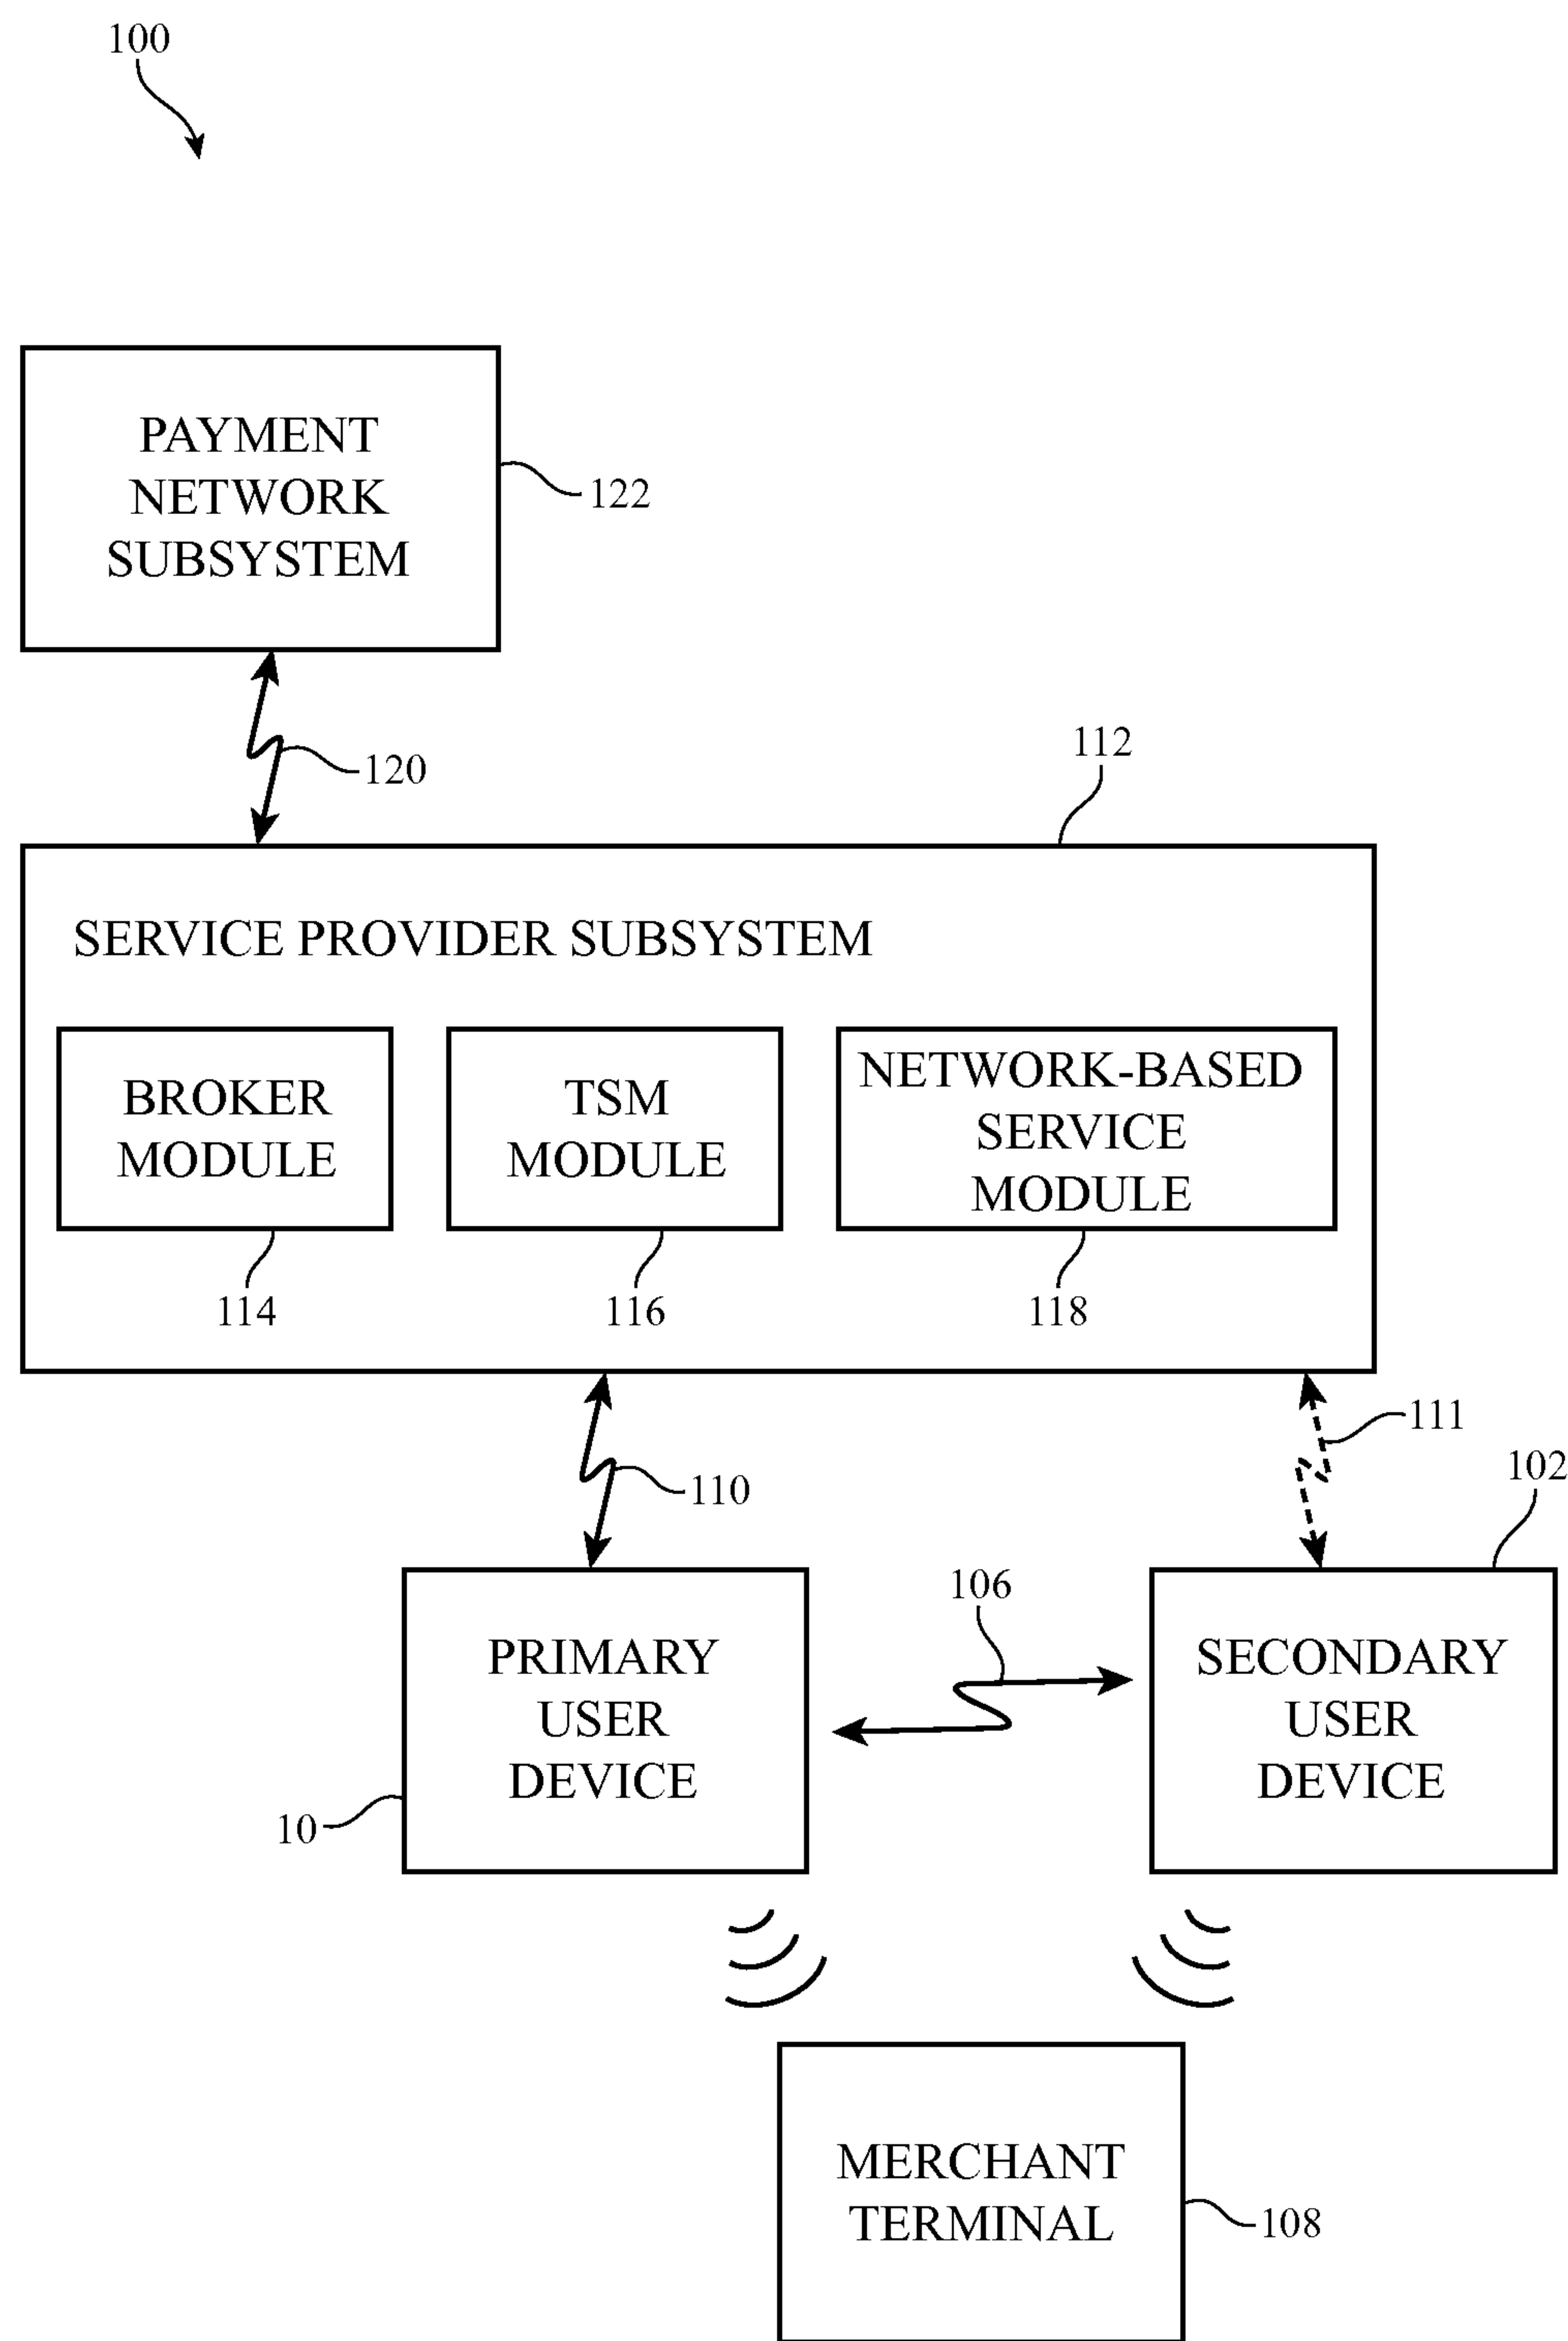 100
PAYMENT
NETWORK
SUBSYSTEM
122
120
112
SERVICE PROVIDER SUBSYSTEM
BROKER
MODULE
TSM
MODULE
NETWORK-BASED
SERVICE
MODULE
114
116
118
110
111
102
PRIMARY
USER
DEVICE
10
106
SECONDARY
USER
DEVICE
MERCHANT
TERMINAL
108